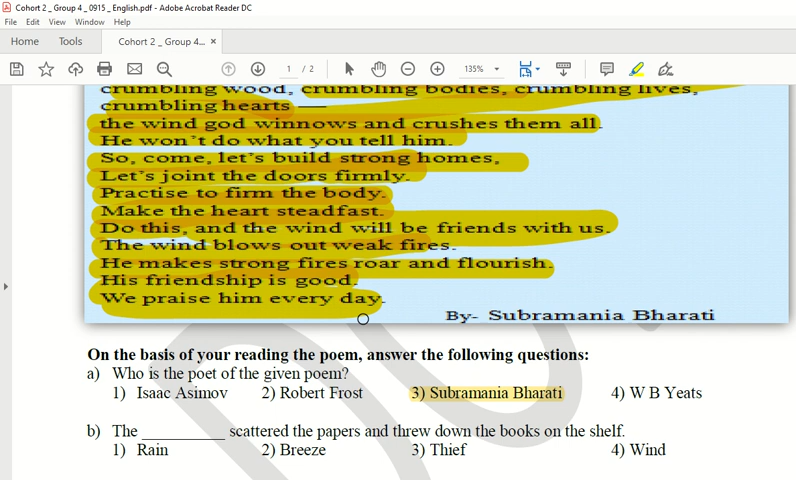 Cohort 2 _ Group 4 _ 0915 _ English.pdf - Adobe Acrobat Reader DC
File Edit View Window Help
Home Tools Cohort 2 _ Group 4... ×
1 / 2 135%
crumbling wood, crumbling bodies, crumbling lives,
crumbling hearts —
the wind god winnows and crushes them all.
He won't do what you tell him.
So, come, let's build strong homes,
Let's joint the doors firmly.
Practise to firm the body.
Make the heart steadfast.
Do this, and the wind will be friends with us.
The wind blows out weak fires.
He makes strong fires roar and flourish.
His friendship is good.
We praise him every day.
By- Subramania Bharati
On the basis of your reading the poem, answer the following questions:
a) Who is the poet of the given poem?
1) Isaac Asimov 2) Robert Frost 3) Subramania Bharati 4) W B Yeats
b) The __________ scattered the papers and threw down the books on the shelf.
1) Rain 2) Breeze 3) Thief 4) Wind